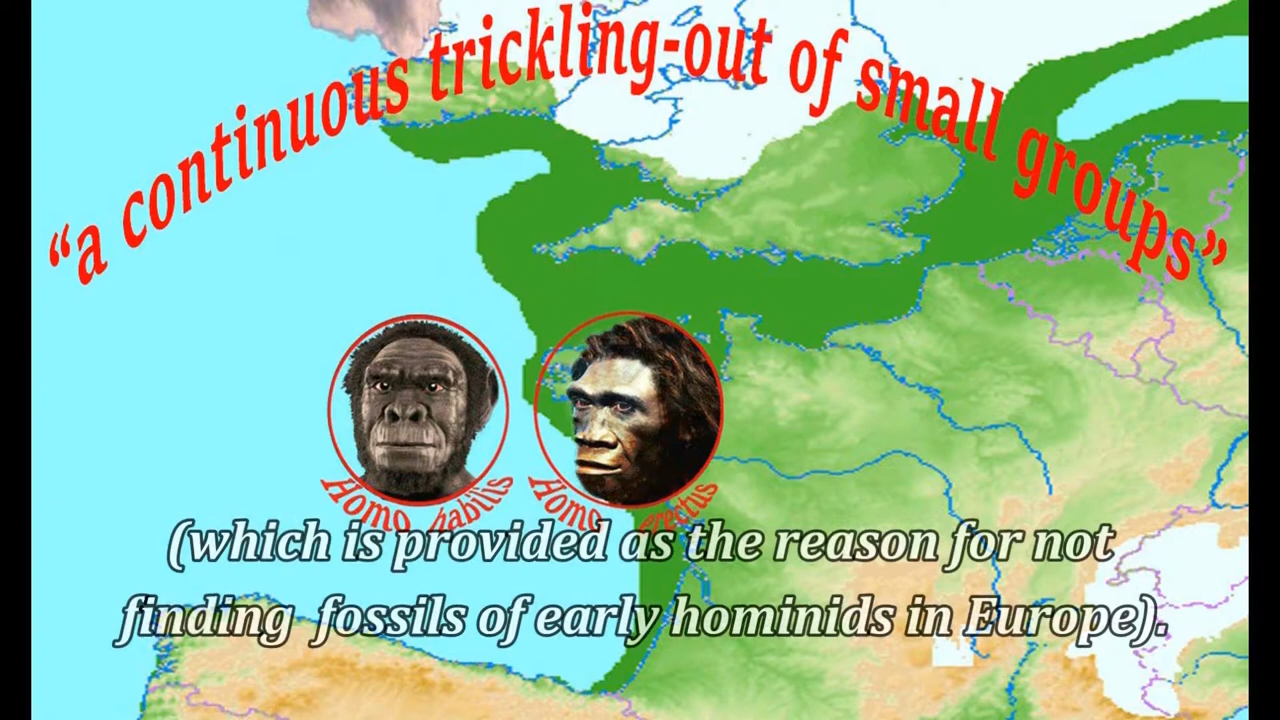 “a continuous trickling-out of small groups”
Homo habilis
Homo erectus
(which is provided as the reason for not
finding fossils of early hominids in Europe).